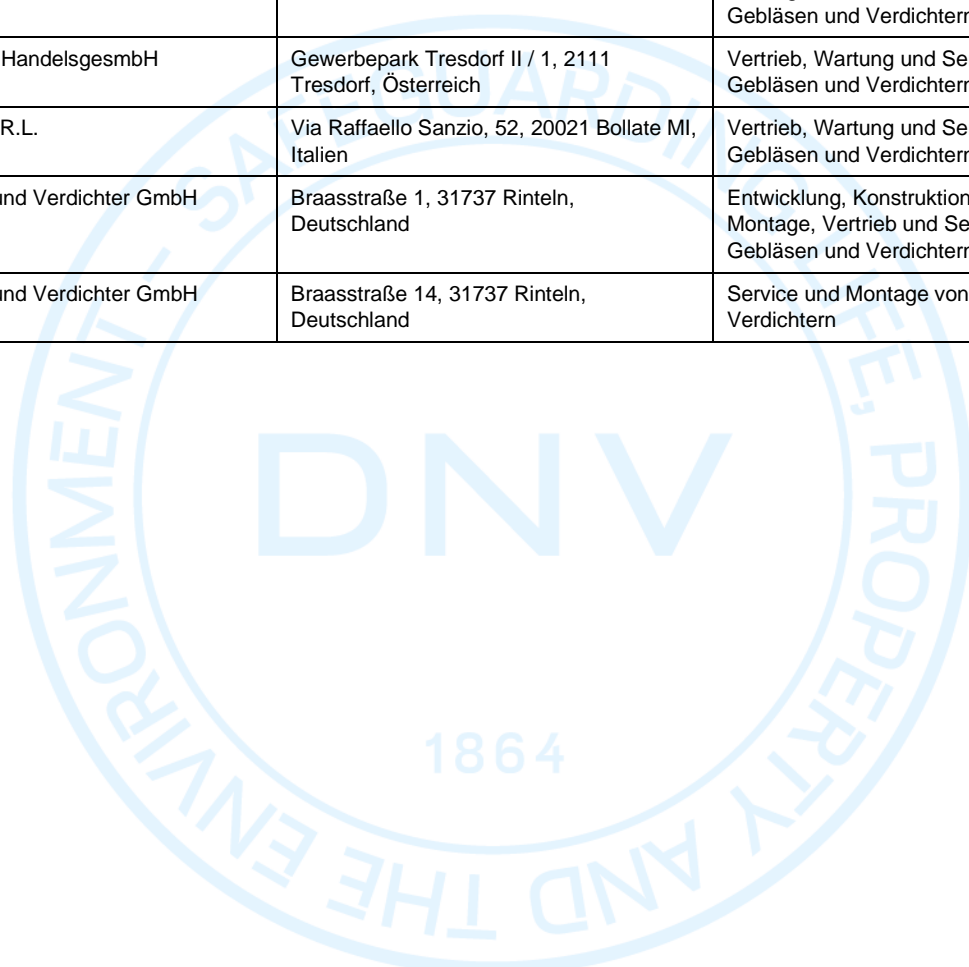 Gebläsen und Verdichtern
HandelsgesmbH
Gewerbepark Tresdorf II / 1, 2111
Tresdorf, Österreich
Vertrieb, Wartung und Se
Gebläsen und Verdichtern
R.L.
Via Raffaello Sanzio, 52, 20021 Bollate MI,
Italien
Vertrieb, Wartung und Se
Gebläsen und Verdichtern
und Verdichter GmbH
Braasstraße 1, 31737 Rinteln,
Deutschland
Entwicklung, Konstruktion
Montage, Vertrieb und Se
Gebläsen und Verdichtern
und Verdichter GmbH
Braasstraße 14, 31737 Rinteln,
Deutschland
Service und Montage von
Verdichtern
SAFEGUARDING LIFE, PROPERTY AND THE ENVIRONMENT –
DNV
1864